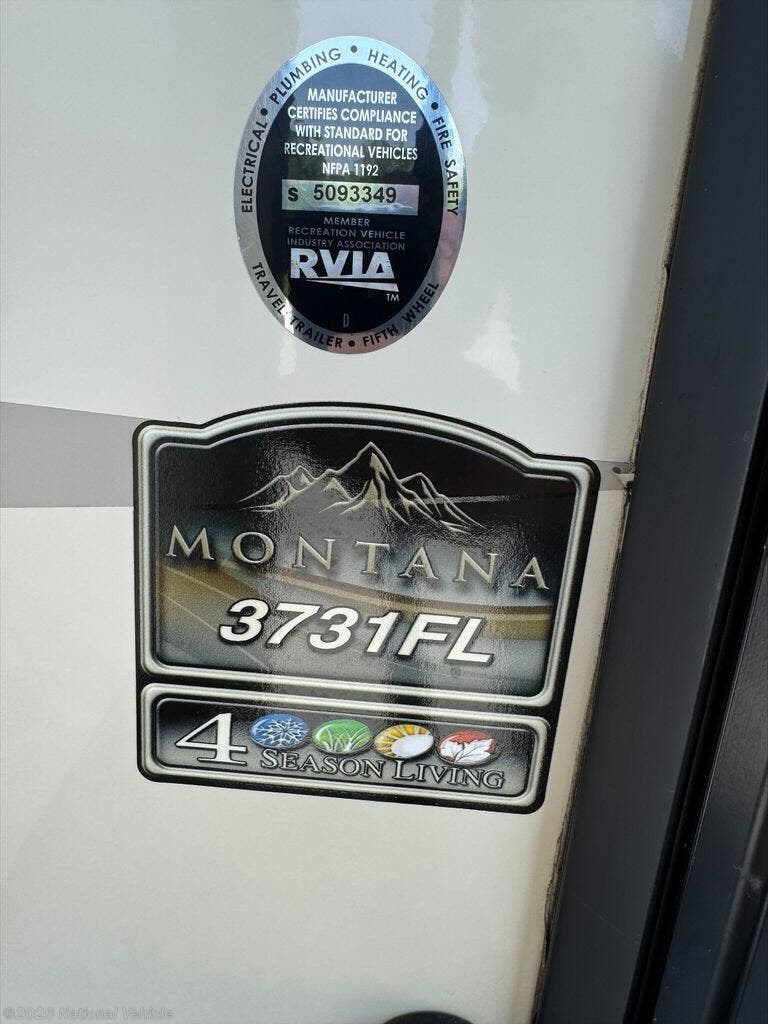 ELECTRICAL • PLUMBING • HEATING • FIRE SAFETY
MANUFACTURER
CERTIFIES COMPLIANCE
WITH STANDARD FOR
RECREATIONAL VEHICLES
NFPA 1192
S 5093349
MEMBER
RECREATION VEHICLE
INDUSTRY ASSOCIATION
RVIA
TM
D
TRAVEL TRAILER • FIFTH WHEEL
MONTANA
3731FL
4 SEASON LIVING
©2026 National Vehicle